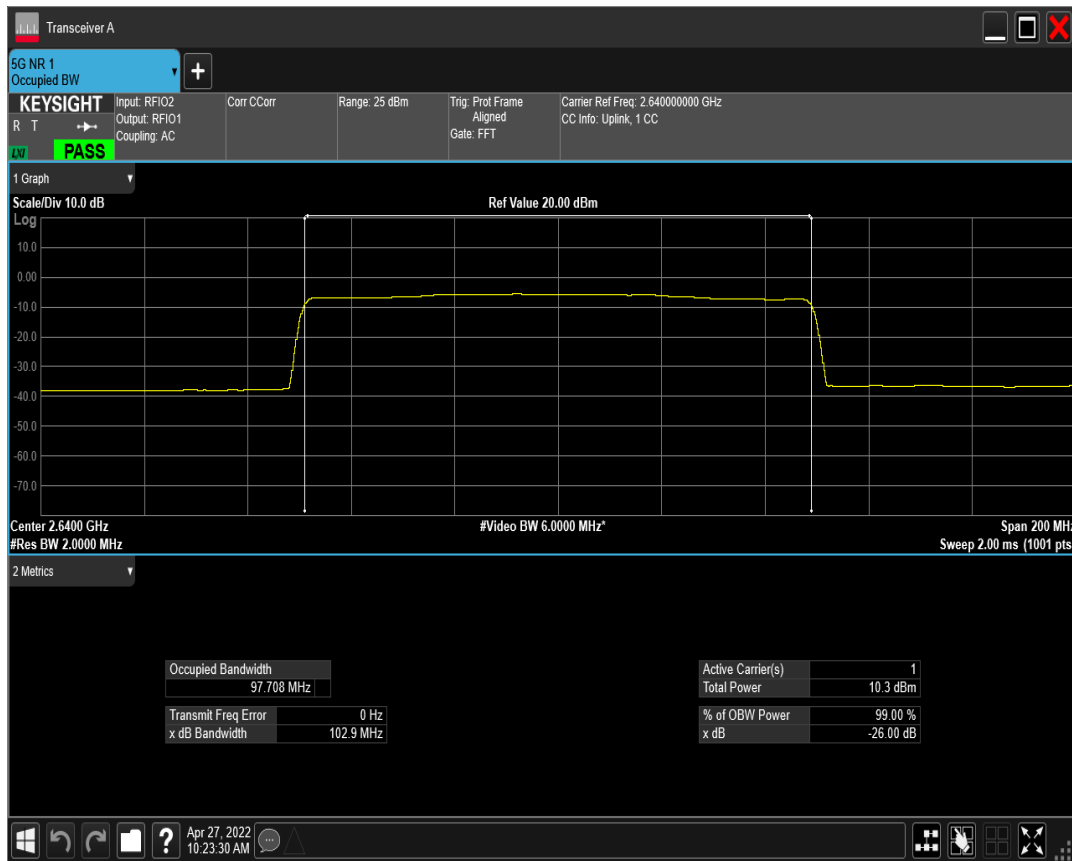 Transceiver A
5G NR 1
Occupied BW
+
KEYSIGHT
R T
LXI
PASS
Input: RFIO2
Output: RFIO1
Coupling: AC
Corr CCorr
Range: 25 dBm
Trig: Prot Frame
Aligned
Gate: FFT
Carrier Ref Freq: 2.640000000 GHz
CC Info: Uplink, 1 CC
1 Graph
Scale/Div 10.0 dB
Ref Value 20.00 dBm
Log
10.0
0.00
-10.0
-20.0
-30.0
-40.0
-50.0
-60.0
-70.0
Center 2.6400 GHz
#Video BW 6.0000 MHz*
Span 200 MHz
#Res BW 2.0000 MHz
Sweep 2.00 ms (1001 pts
2 Metrics
Occupied Bandwidth
97.708 MHz
Transmit Freq Error 0 Hz
x dB Bandwidth 102.9 MHz
Active Carrier(s) 1
Total Power 10.3 dBm
% of OBW Power 99.00 %
x dB -26.00 dB
?
Apr 27, 2022
10:23:30 AM